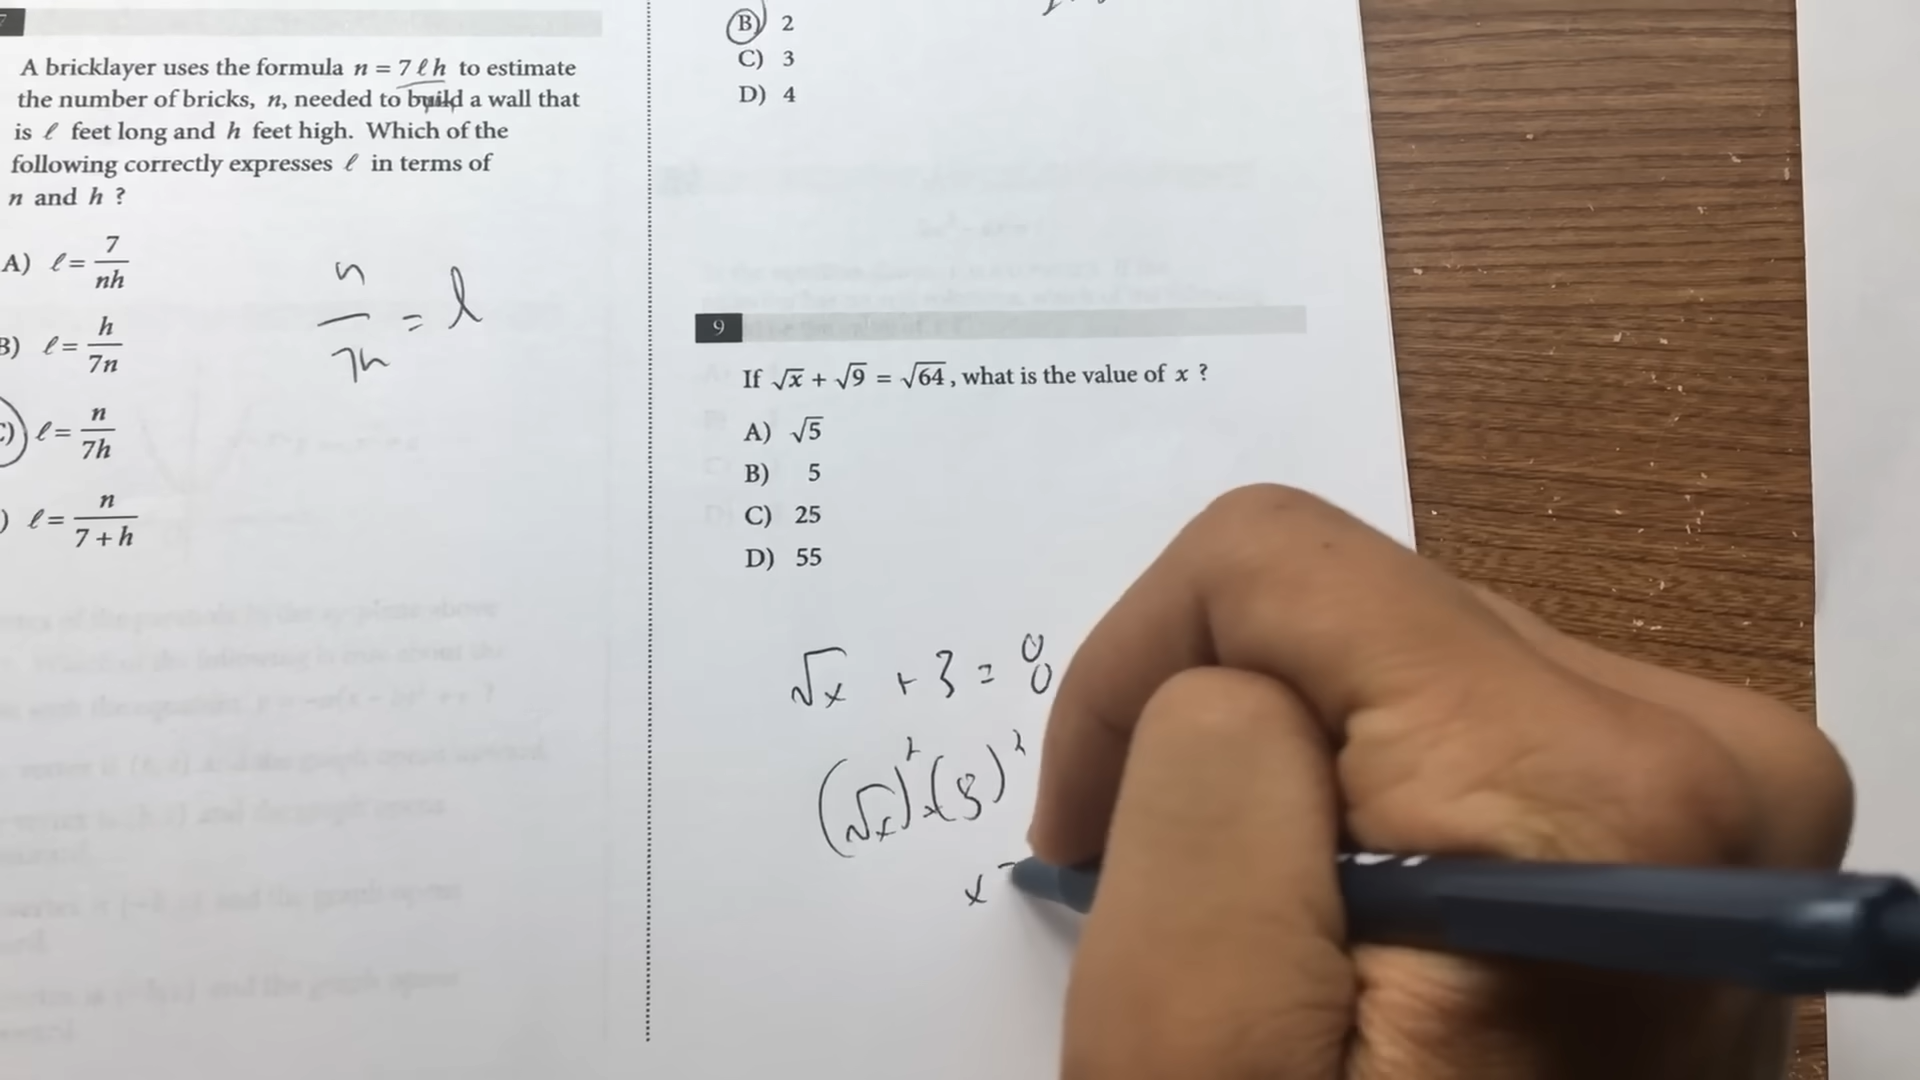 7
A bricklayer uses the formula n = 7ℓh to estimate
the number of bricks, n, needed to build a wall that
is ℓ feet long and h feet high. Which of the
following correctly expresses ℓ in terms of
n and h ?
A) ℓ = 7/nh
B) ℓ = h/7n
C) ℓ = n/7h
) ℓ = n/7 + h
n/7h = l
B) 2
C) 3
D) 4
9
If √x + √9 = √64, what is the value of x ?
A) √5
B) 5
C) 25
D) 55
√x + 3 = 8
(√x)² (5)²
x =